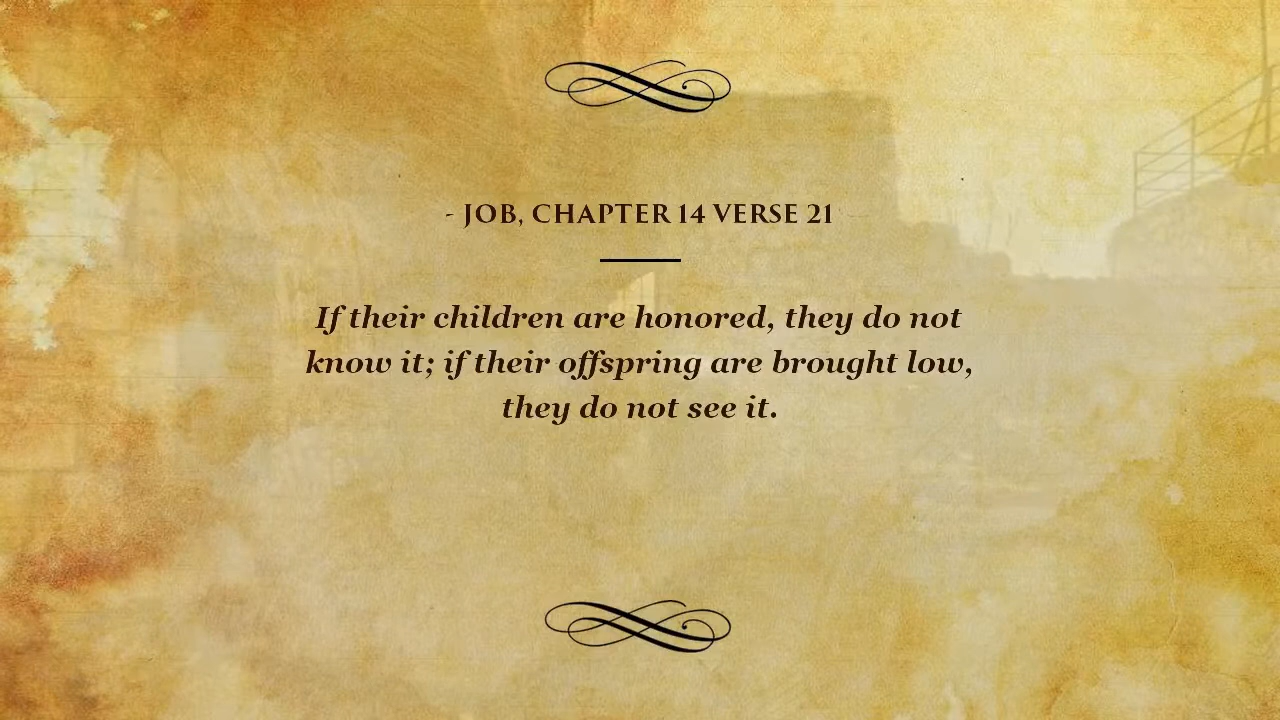 - JOB, CHAPTER 14 VERSE 21
If their children are honored, they do not
know it; if their offspring are brought low,
they do not see it.